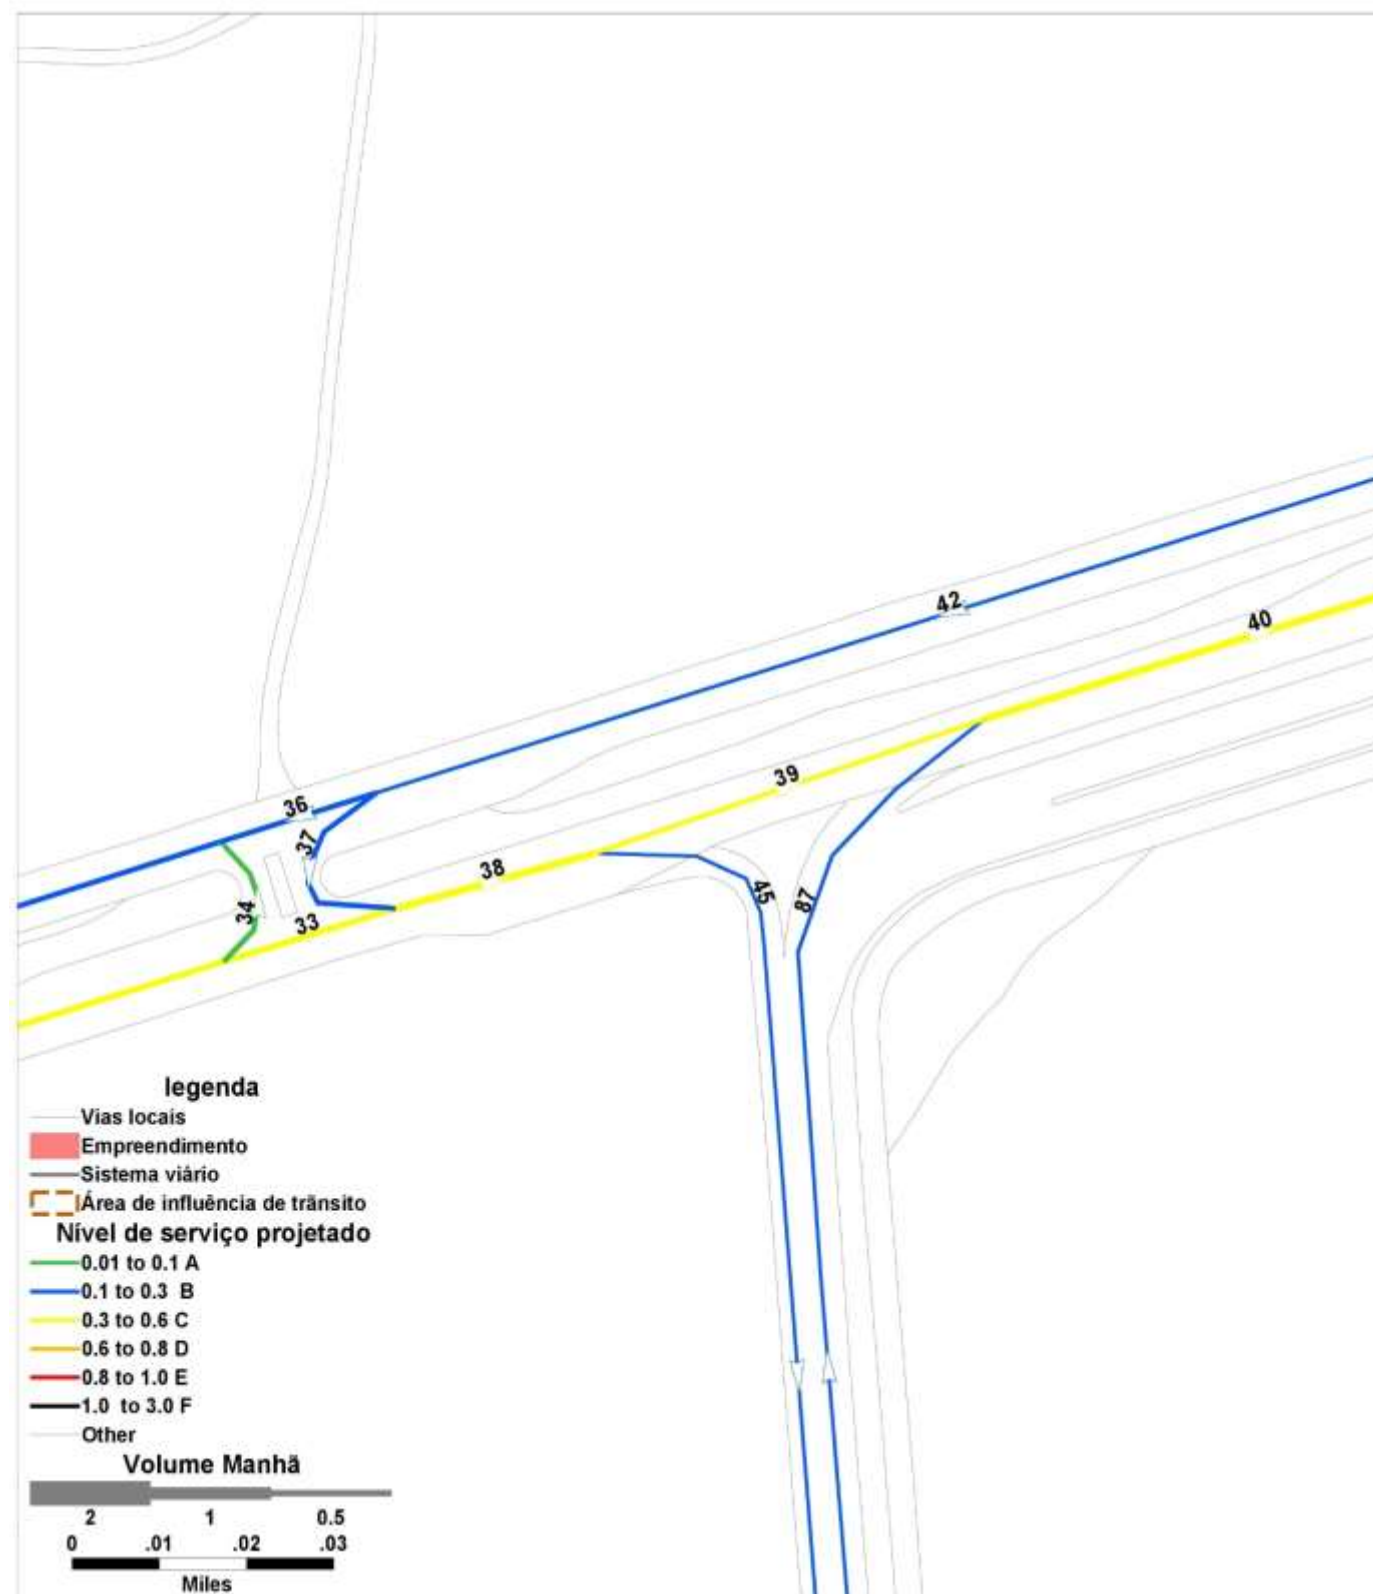 42
40
39
36
37
38
45
87
34
33
legenda
Vias locais
Empreendimento
Sistema viário
Área de influência de trãnsito
Nível de serviço projetado
0.01 to 0.1 A
0.1 to 0.3 B
0.3 to 0.6 C
0.6 to 0.8 D
0.8 to 1.0 E
1.0 to 3.0 F
Other
Volume Manhã
2 1 0.5
0 .01 .02 .03
Miles